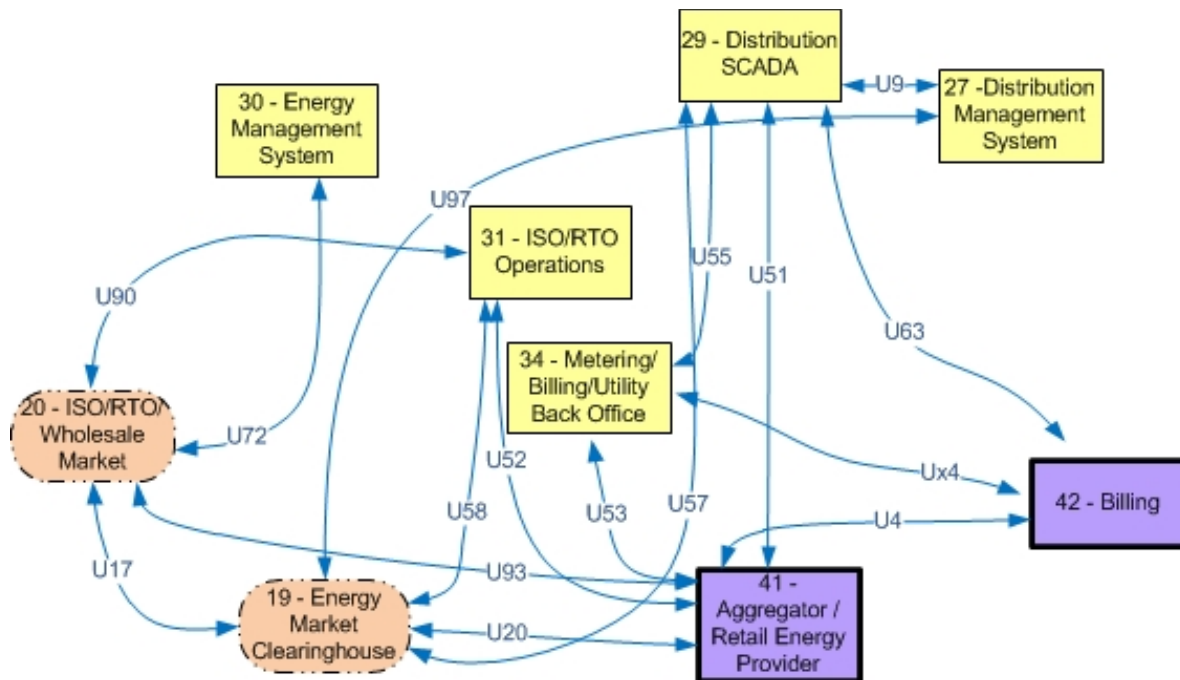 29 - Distribution
SCADA
U9
27 -Distribution
Management
System
30 - Energy
Management
System
U97
31 - ISO/RTO
Operations
U55
U51
U90
U63
34 - Metering/
Billing/Utility
Back Office
20 - ISO/RTO/
Wholesale
Market
U72
U52
Ux4
42 - Billing
U58
U53
U57
U4
U17
U93
19 - Energy
Market
Clearinghouse
U20
41 -
Aggregator /
Retail Energy
Provider